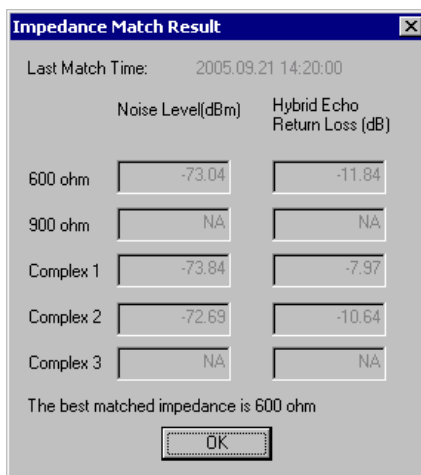 Impedance Match Result
Last Match Time: 2005.09.21 14:20:00
Noise Level(dBm) Hybrid Echo
Return Loss (dB)
600 ohm -73.04 -11.84
900 ohm NA NA
Complex 1 -73.84 -7.97
Complex 2 -72.69 -10.64
Complex 3 NA NA
The best matched impedance is 600 ohm
OK